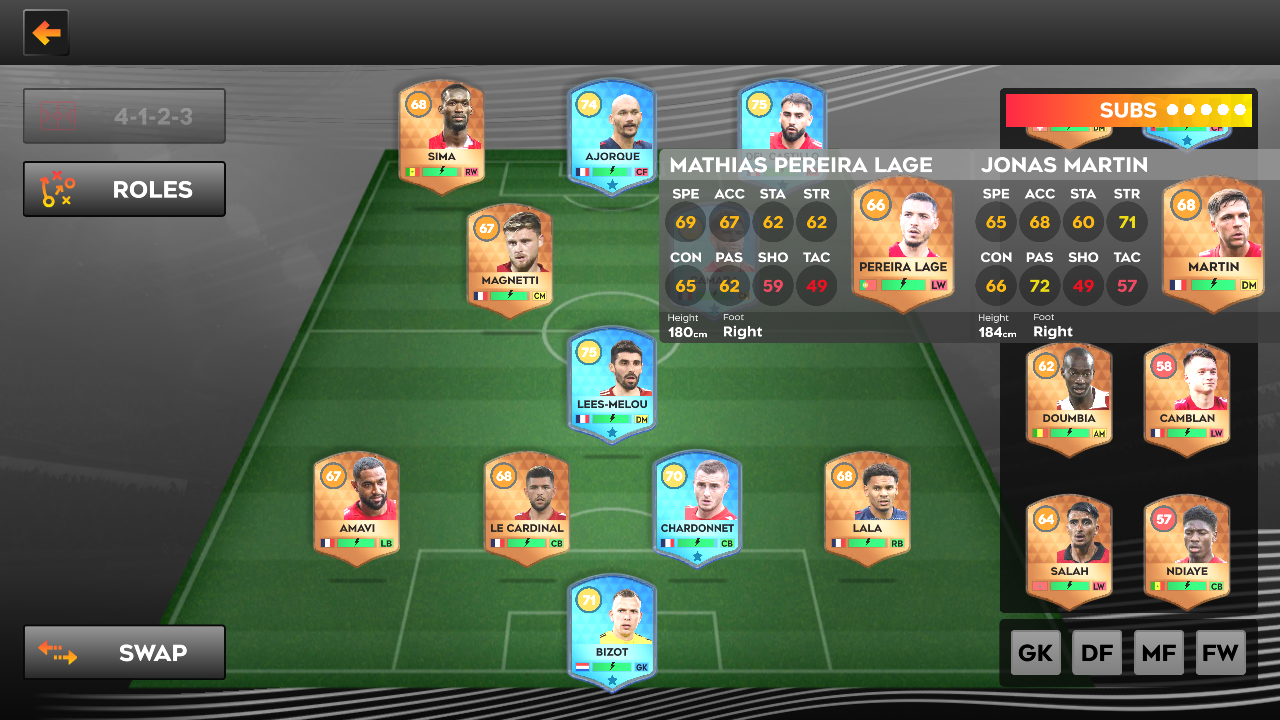 4-1-2-3
ROLES
68
SIMA
RW
74
AJORQUE
CF
75
SUBS
DM
CB
MATHIAS PEREIRA LAGE
SPE ACC STA STR
69 67 62 62
CON PAS SHO TAC
65 62 59 49
Height Foot
180cm Right
66
PEREIRA LAGE
LW
JONAS MARTIN
SPE ACC STA STR
65 68 60 71
CON PAS SHO TAC
66 72 49 57
Height Foot
184cm Right
68
MARTIN
DM
67
MAGNETTI
CM
75
LEES-MELOU
DM
62
DOUMBIA
AM
58
CAMBLAN
LW
67
AMAVI
LB
68
LE CARDINAL
CB
70
CHARDONNET
CB
68
LALA
RB
64
SALAH
LW
57
NDIAYE
CB
71
BIZOT
GK
SWAP
GK DF MF FW